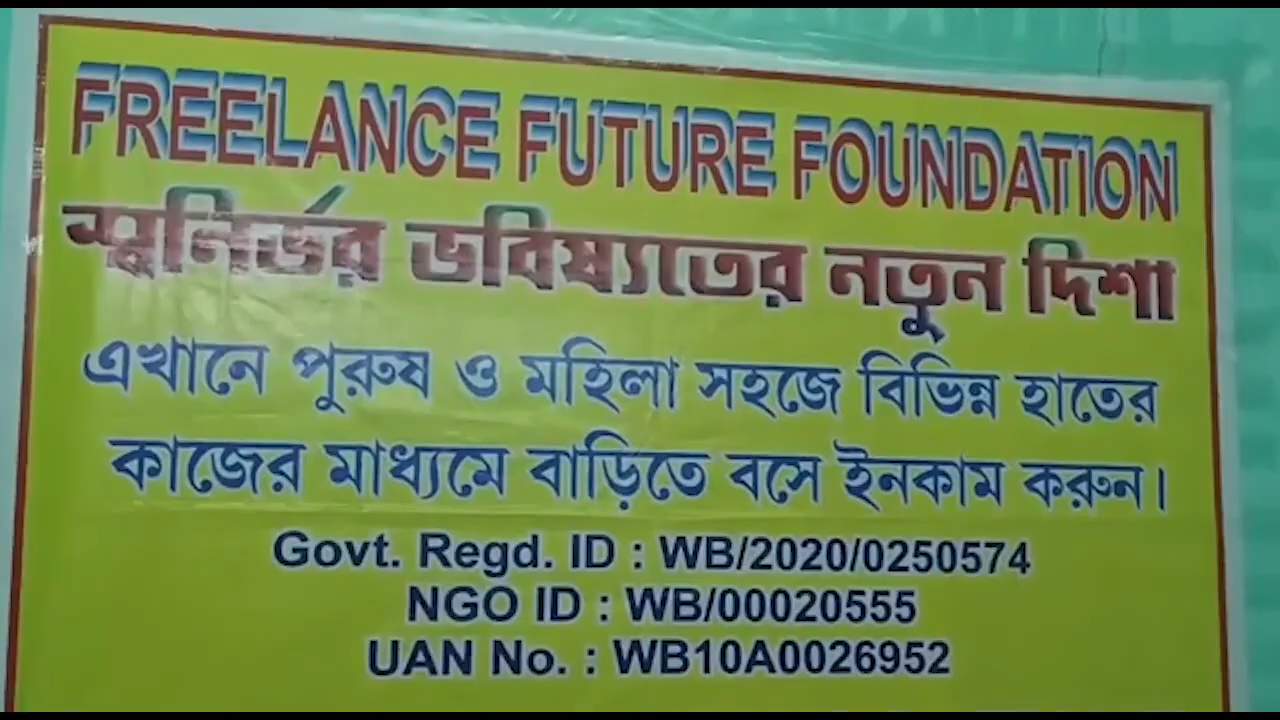 FREELANCE FUTURE FOUNDATION
স্বনির্ভর ভবিষ্যতের নতুন দিশা
এখানে পুরুষ ও মহিলা সহজে বিভিন্ন হাতের
কাজের মাধ্যমে বাড়িতে বসে ইনকাম করুন।
Govt. Regd. ID : WB/2020/0250574
NGO ID : WB/00020555
UAN No. : WB10A0026952